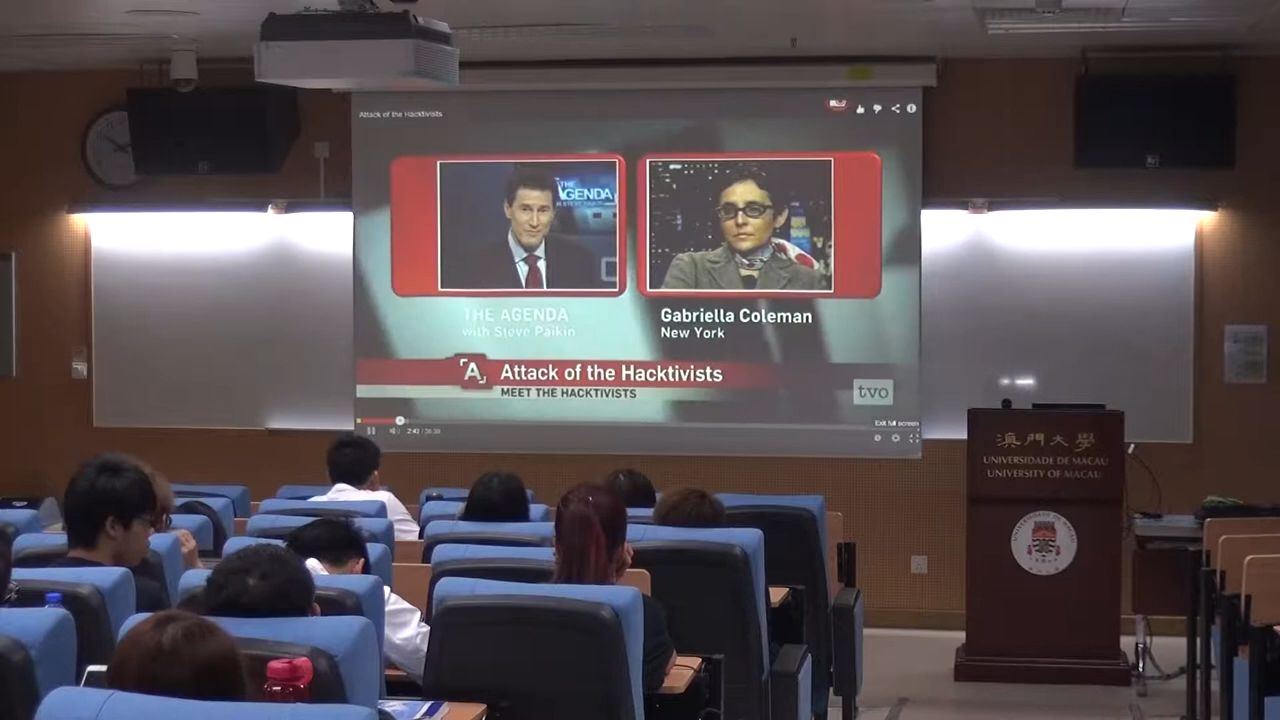 Attack of the Hacktivists
THE
AGENDA
THE AGENDA
with Steve Paikin
Gabriella Coleman
New York
A
Attack of the Hacktivists
MEET THE HACKTIVISTS
tvo
Exit full screen
澳門大學
UNIVERSIDADE DE MACAU
UNIVERSITY OF MACAU